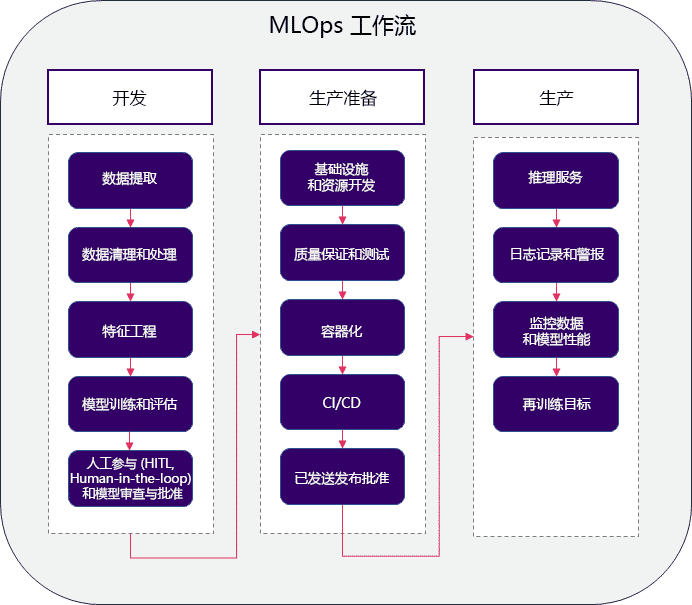 MLOps 工作流
开发
数据提取
数据清理和处理
特征工程
模型训练和评估
人工参与 (HITL,
Human-in-the-loop)
和模型审查与批准
生产准备
基础设施
和资源开发
质量保证和测试
容器化
CI/CD
已发送发布批准
生产
推理服务
日志记录和警报
监控数据
和模型性能
再训练目标